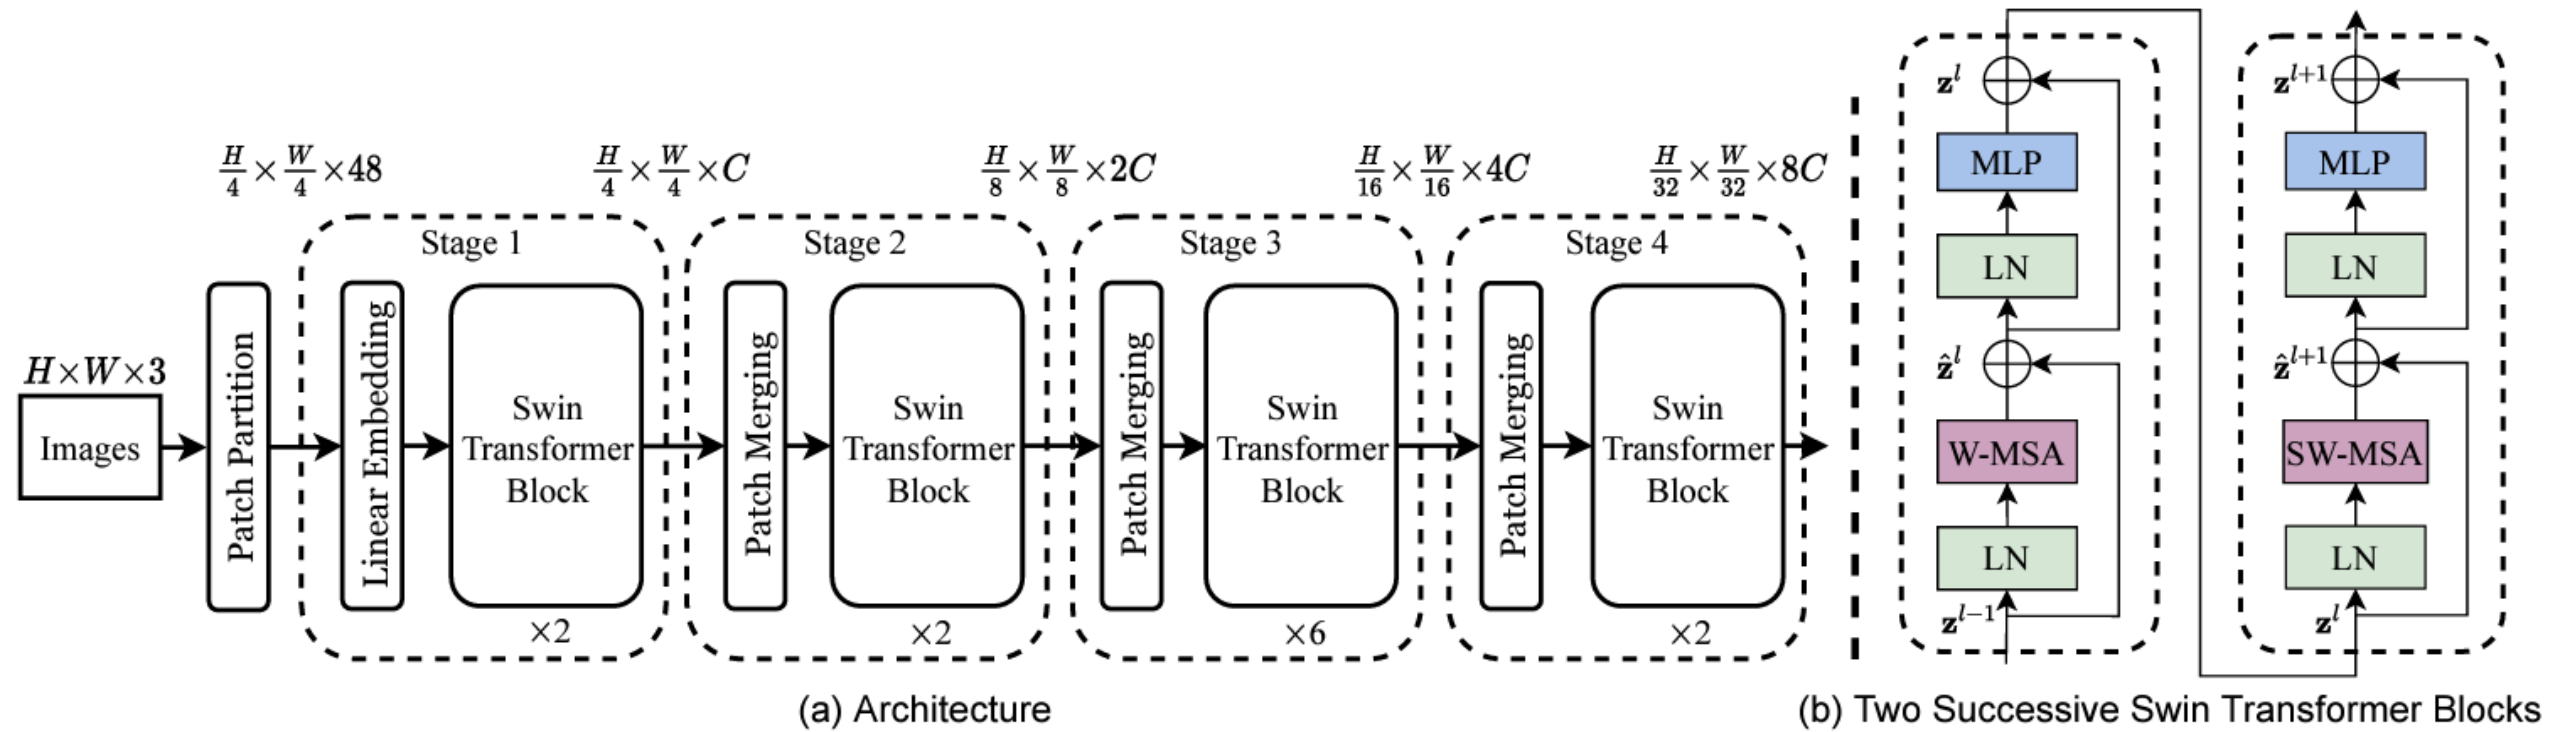 H/4 × W/4 × 48
H/4 × W/4 × C
H/8 × W/8 × 2C
H/16 × W/16 × 4C
H/32 × W/32 × 8C
H×W×3
Images
Patch Partition
Stage 1
Linear Embedding
Swin
Transformer
Block
×2
Stage 2
Patch Merging
Swin
Transformer
Block
×2
Stage 3
Patch Merging
Swin
Transformer
Block
×6
Stage 4
Patch Merging
Swin
Transformer
Block
×2
(a) Architecture
z^l
MLP
LN
ẑ^l
W-MSA
LN
z^{l−1}
z^{l+1}
MLP
LN
ẑ^{l+1}
SW-MSA
LN
z^l
(b) Two Successive Swin Transformer Blocks